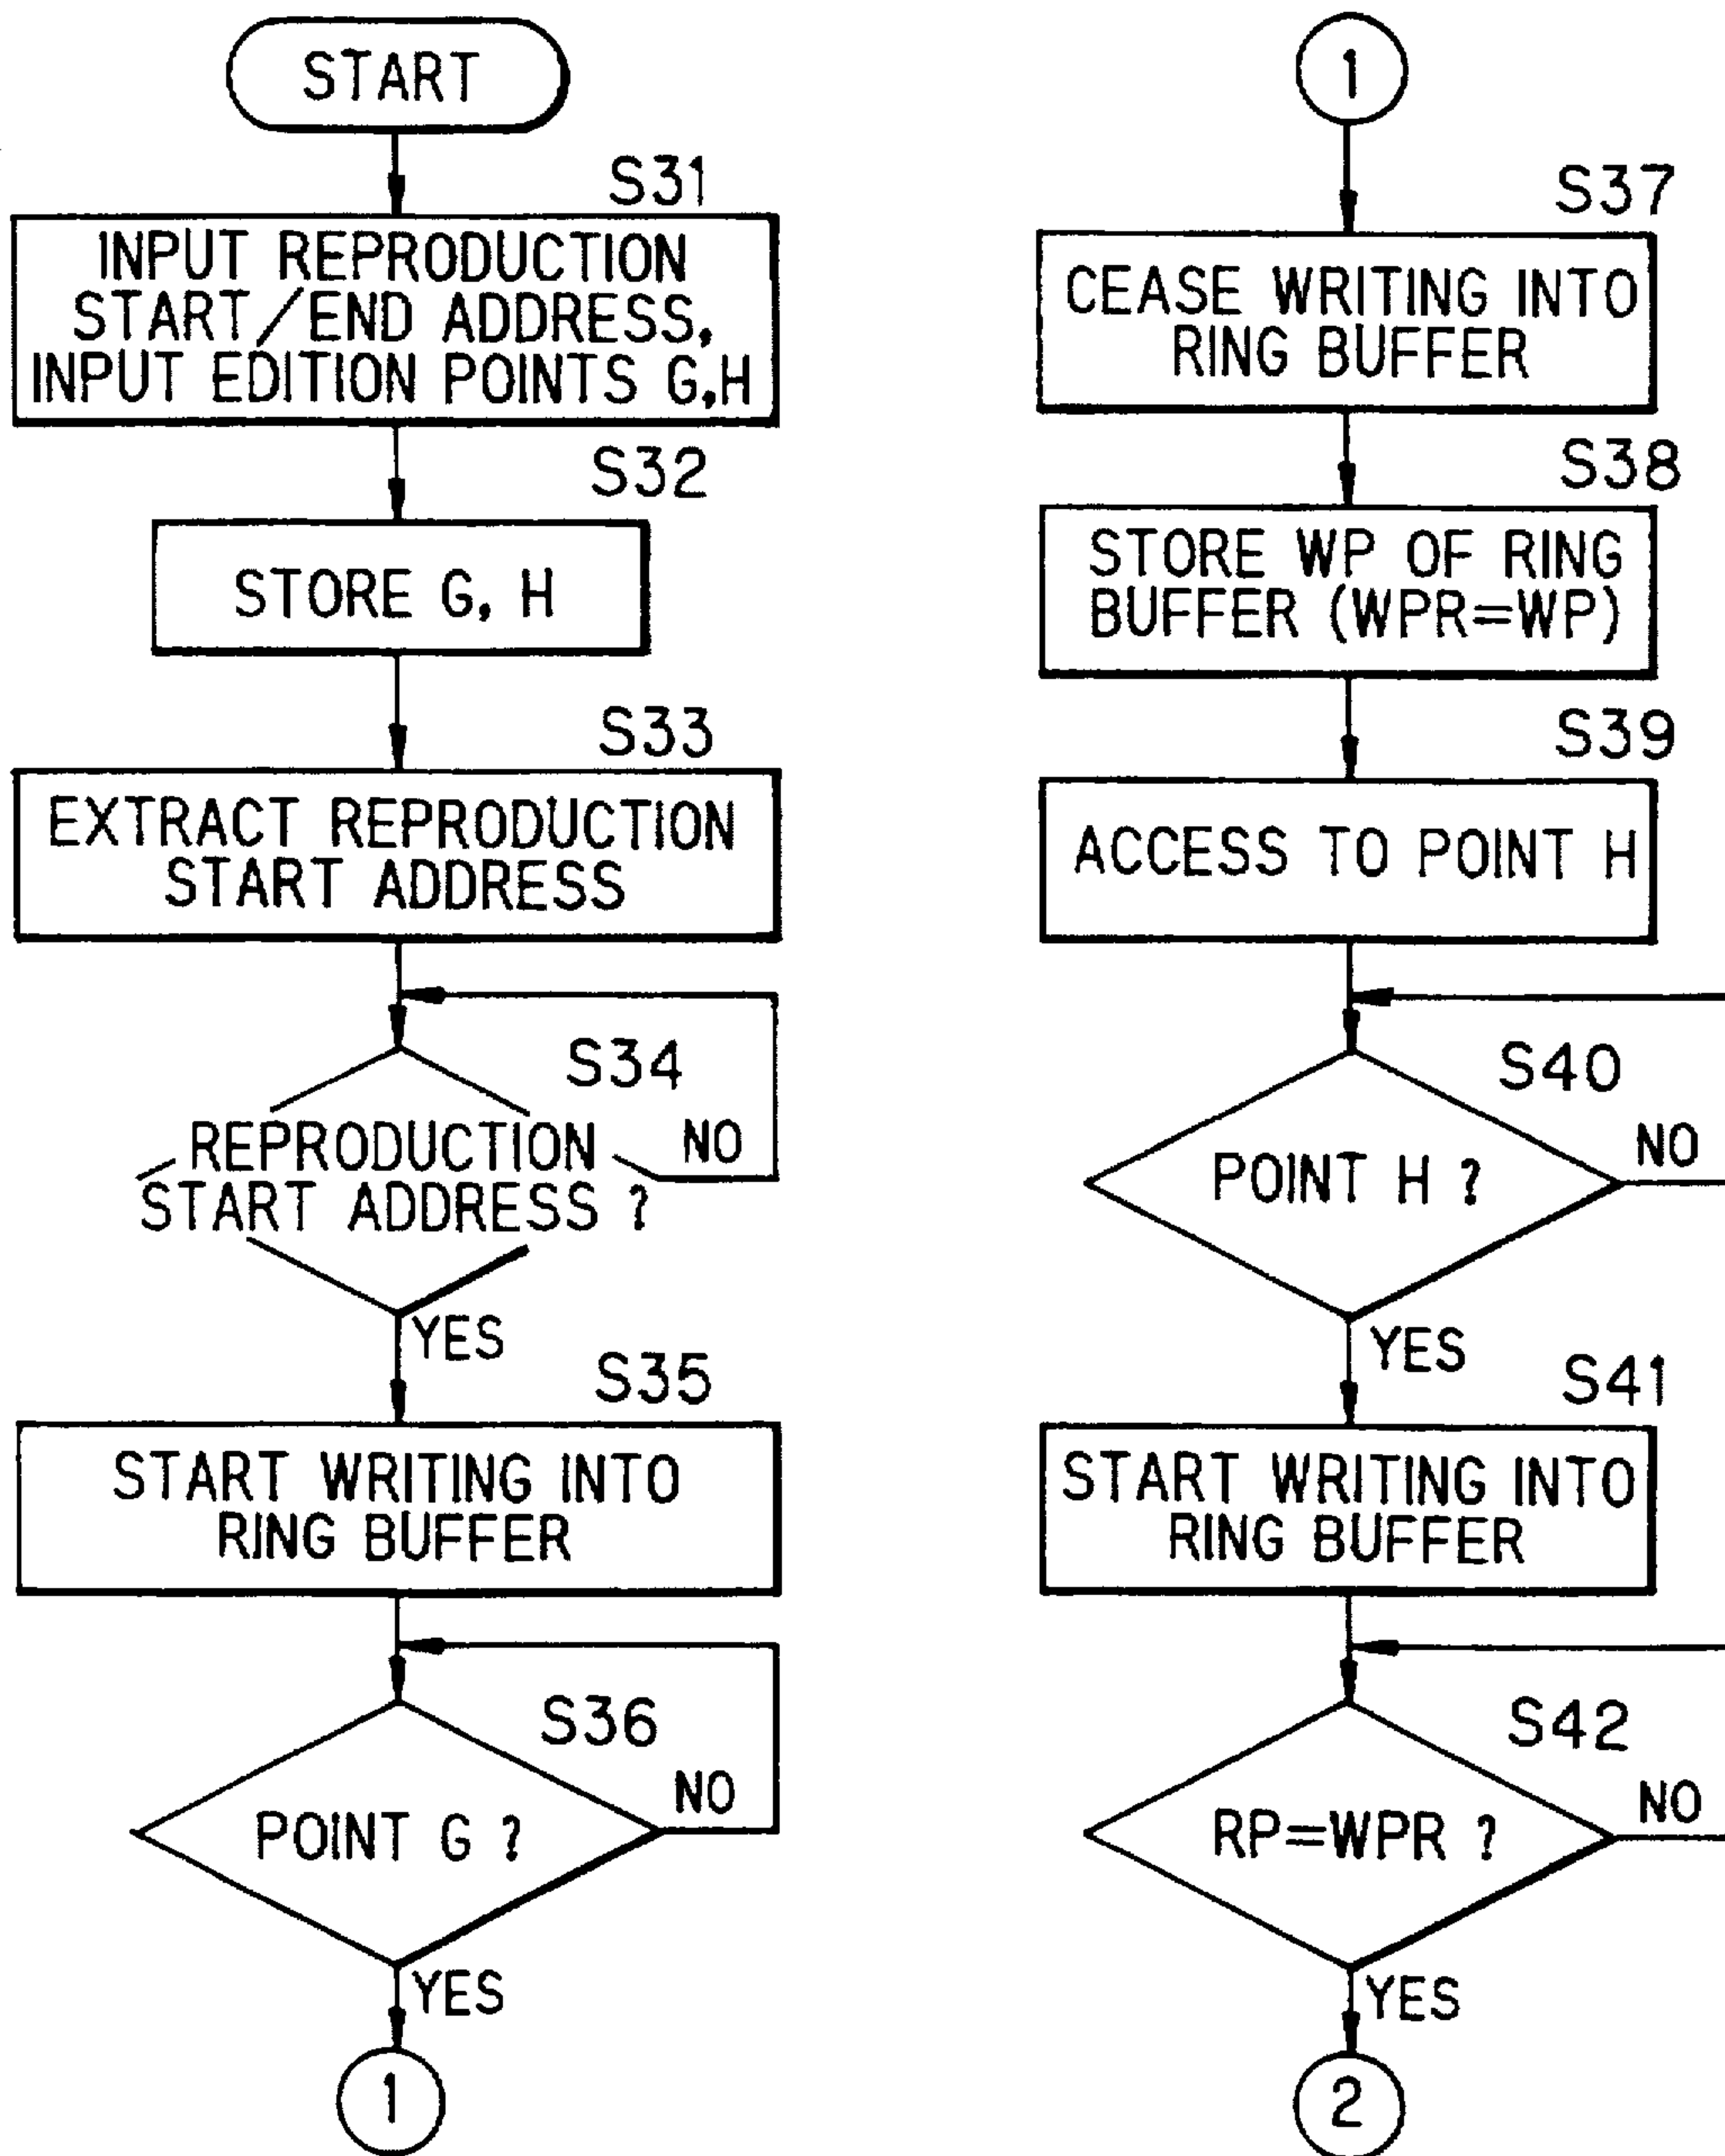 START
S31
INPUT REPRODUCTION
START/END ADDRESS,
INPUT EDITION POINTS G,H
S32
STORE G, H
S33
EXTRACT REPRODUCTION
START ADDRESS
S34
REPRODUCTION
START ADDRESS ?
NO
YES
S35
START WRITING INTO
RING BUFFER
S36
POINT G ?
NO
YES
1
1
S37
CEASE WRITING INTO
RING BUFFER
S38
STORE WP OF RING
BUFFER (WPR=WP)
S39
ACCESS TO POINT H
S40
POINT H ?
NO
YES
S41
START WRITING INTO
RING BUFFER
S42
RP=WPR ?
NO
YES
2